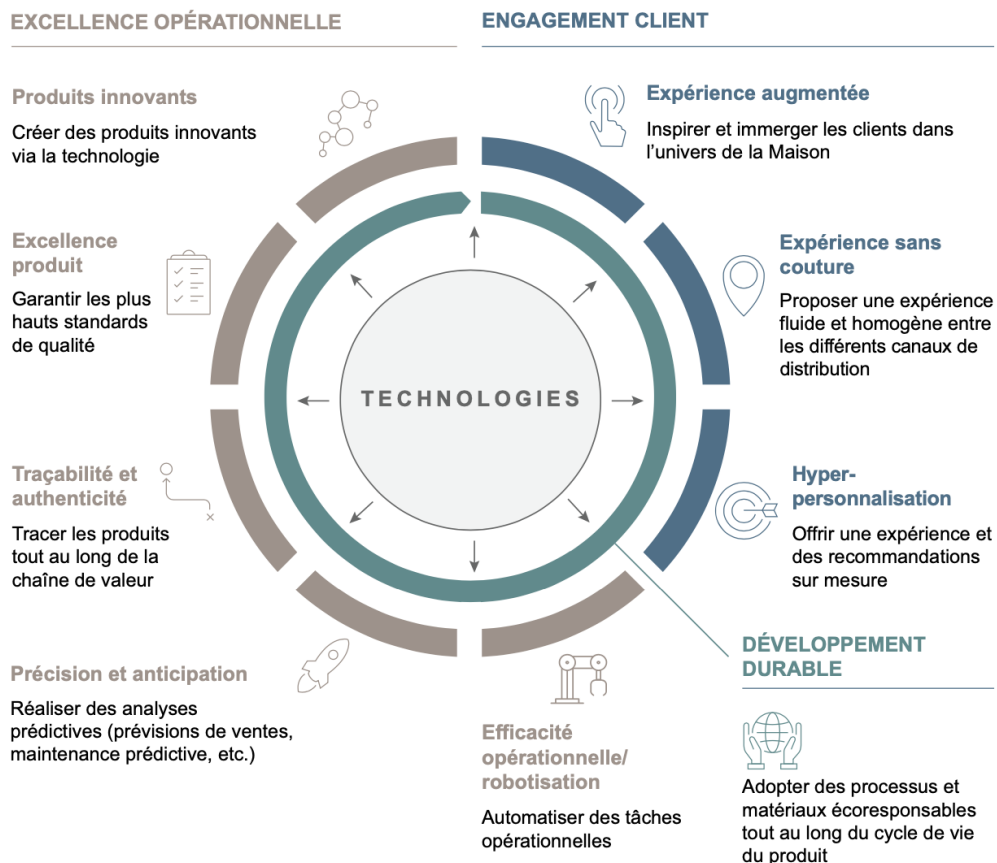 EXCELLENCE OPÉRATIONNELLE
Produits innovants
Créer des produits innovants
via la technologie
Excellence
produit
Garantir les plus
hauts standards
de qualité
Traçabilité et
authenticité
Tracer les produits
tout au long de la
chaîne de valeur
Précision et anticipation
Réaliser des analyses
prédictives (prévisions de ventes,
maintenance prédictive, etc.)
Efficacité
opérationnelle/
robotisation
Automatiser des tâches
opérationnelles
TECHNOLOGIES
ENGAGEMENT CLIENT
Expérience augmentée
Inspirer et immerger les clients dans
l’univers de la Maison
Expérience sans
couture
Proposer une expérience
fluide et homogène entre
les différents canaux de
distribution
Hyper-
personnalisation
Offrir une expérience et
des recommandations
sur mesure
DÉVELOPPEMENT
DURABLE
Adopter des processus et
matériaux écoresponsables
tout au long du cycle de vie
du produit